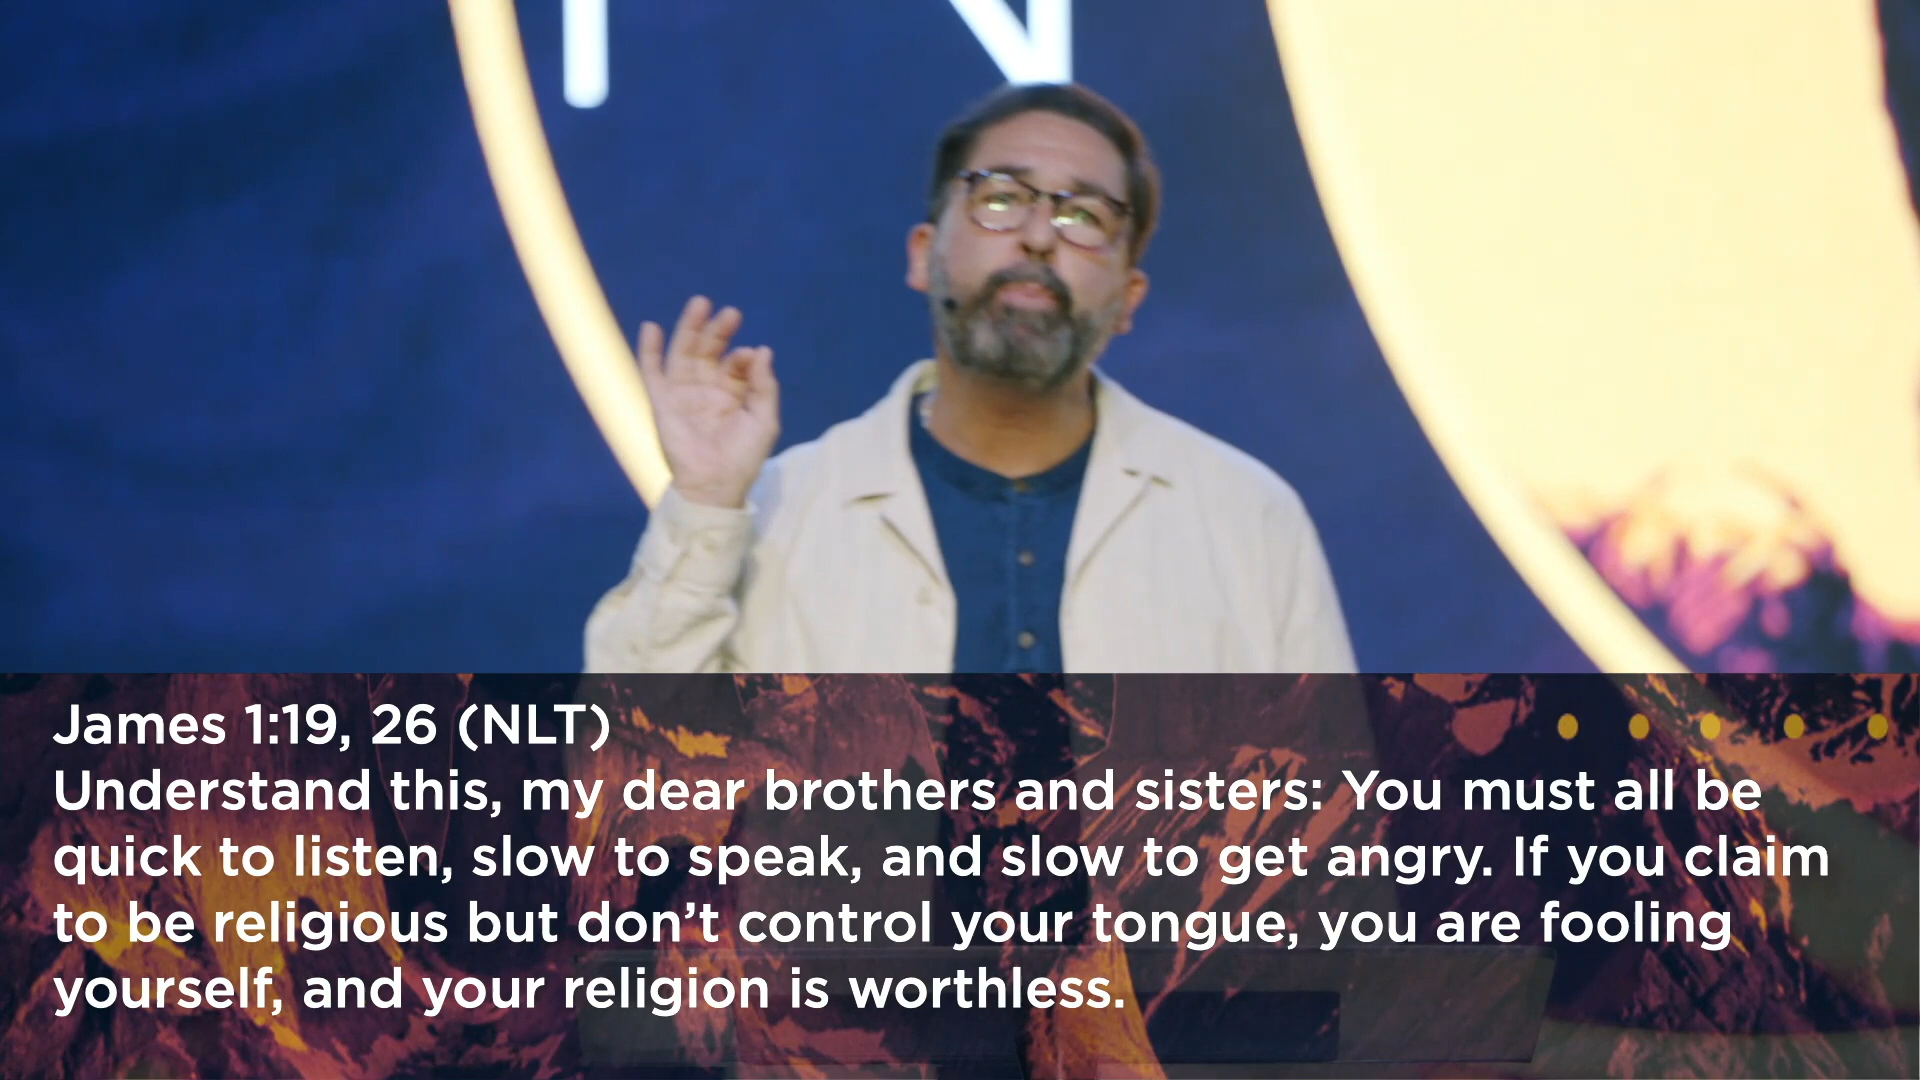 N
James 1:19, 26 (NLT)
Understand this, my dear brothers and sisters: You must all be
quick to listen, slow to speak, and slow to get angry. If you claim
to be religious but don’t control your tongue, you are fooling
yourself, and your religion is worthless.